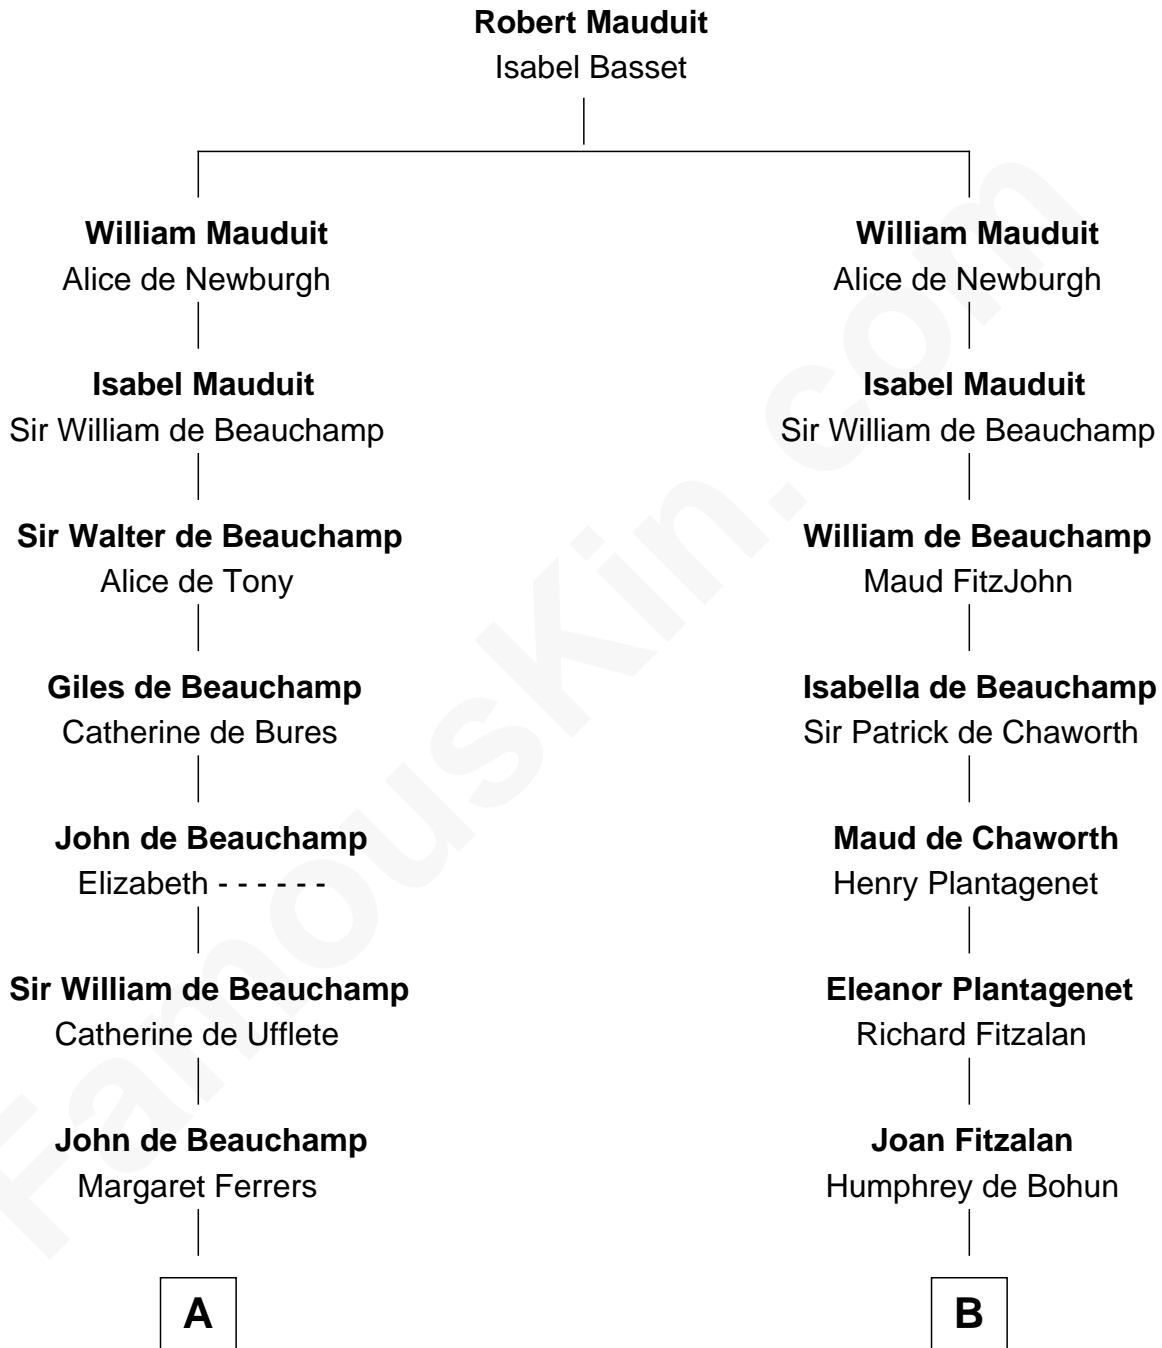 Robert Mauduit
Isabel Basset
William Mauduit
Alice de Newburgh
William Mauduit
Alice de Newburgh
Isabel Mauduit
Sir William de Beauchamp
Isabel Mauduit
Sir William de Beauchamp
Sir Walter de Beauchamp
Alice de Tony
William de Beauchamp
Maud FitzJohn
Giles de Beauchamp
Catherine de Bures
Isabella de Beauchamp
Sir Patrick de Chaworth
John de Beauchamp
Elizabeth - - - - - -
Maud de Chaworth
Henry Plantagenet
Sir William de Beauchamp
Catherine de Ufflete
Eleanor Plantagenet
Richard Fitzalan
John de Beauchamp
Margaret Ferrers
Joan Fitzalan
Humphrey de Bohun
A
B
FamousKin.com